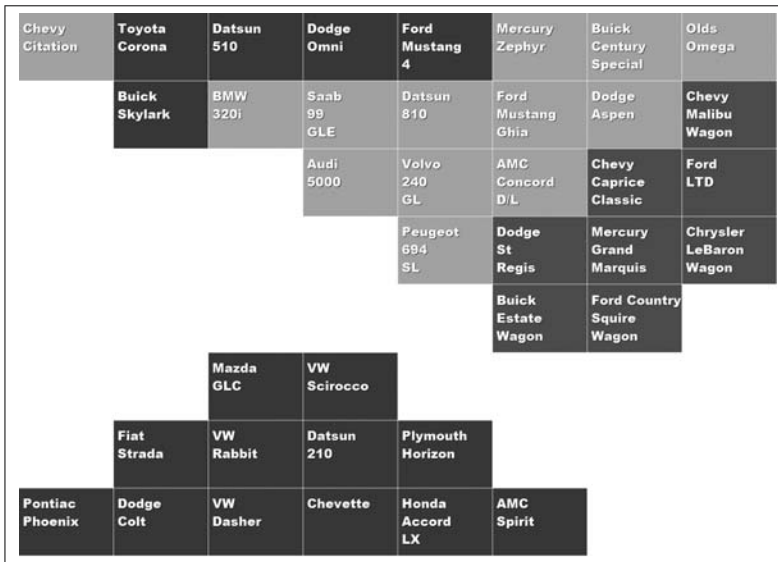 Chevy
Citation
Toyota
Corona
Datsun
510
Dodge
Omni
Ford
Mustang
4
Mercury
Zephyr
Buick
Century
Special
Olds
Omega
Buick
Skylark
BMW
320i
Saab
99
GLE
Datsun
810
Ford
Mustang
Ghia
Dodge
Aspen
Chevy
Malibu
Wagon
Audi
5000
Volvo
240
GL
AMC
Concord
D/L
Chevy
Caprice
Classic
Ford
LTD
Peugeot
694
SL
Dodge
St
Regis
Mercury
Grand
Marquis
Chrysler
LeBaron
Wagon
Buick
Estate
Wagon
Ford Country
Squire
Wagon
Mazda
GLC
VW
Scirocco
Fiat
Strada
VW
Rabbit
Datsun
210
Plymouth
Horizon
Pontiac
Phoenix
Dodge
Colt
VW
Dasher
Chevette
Honda
Accord
LX
AMC
Spirit